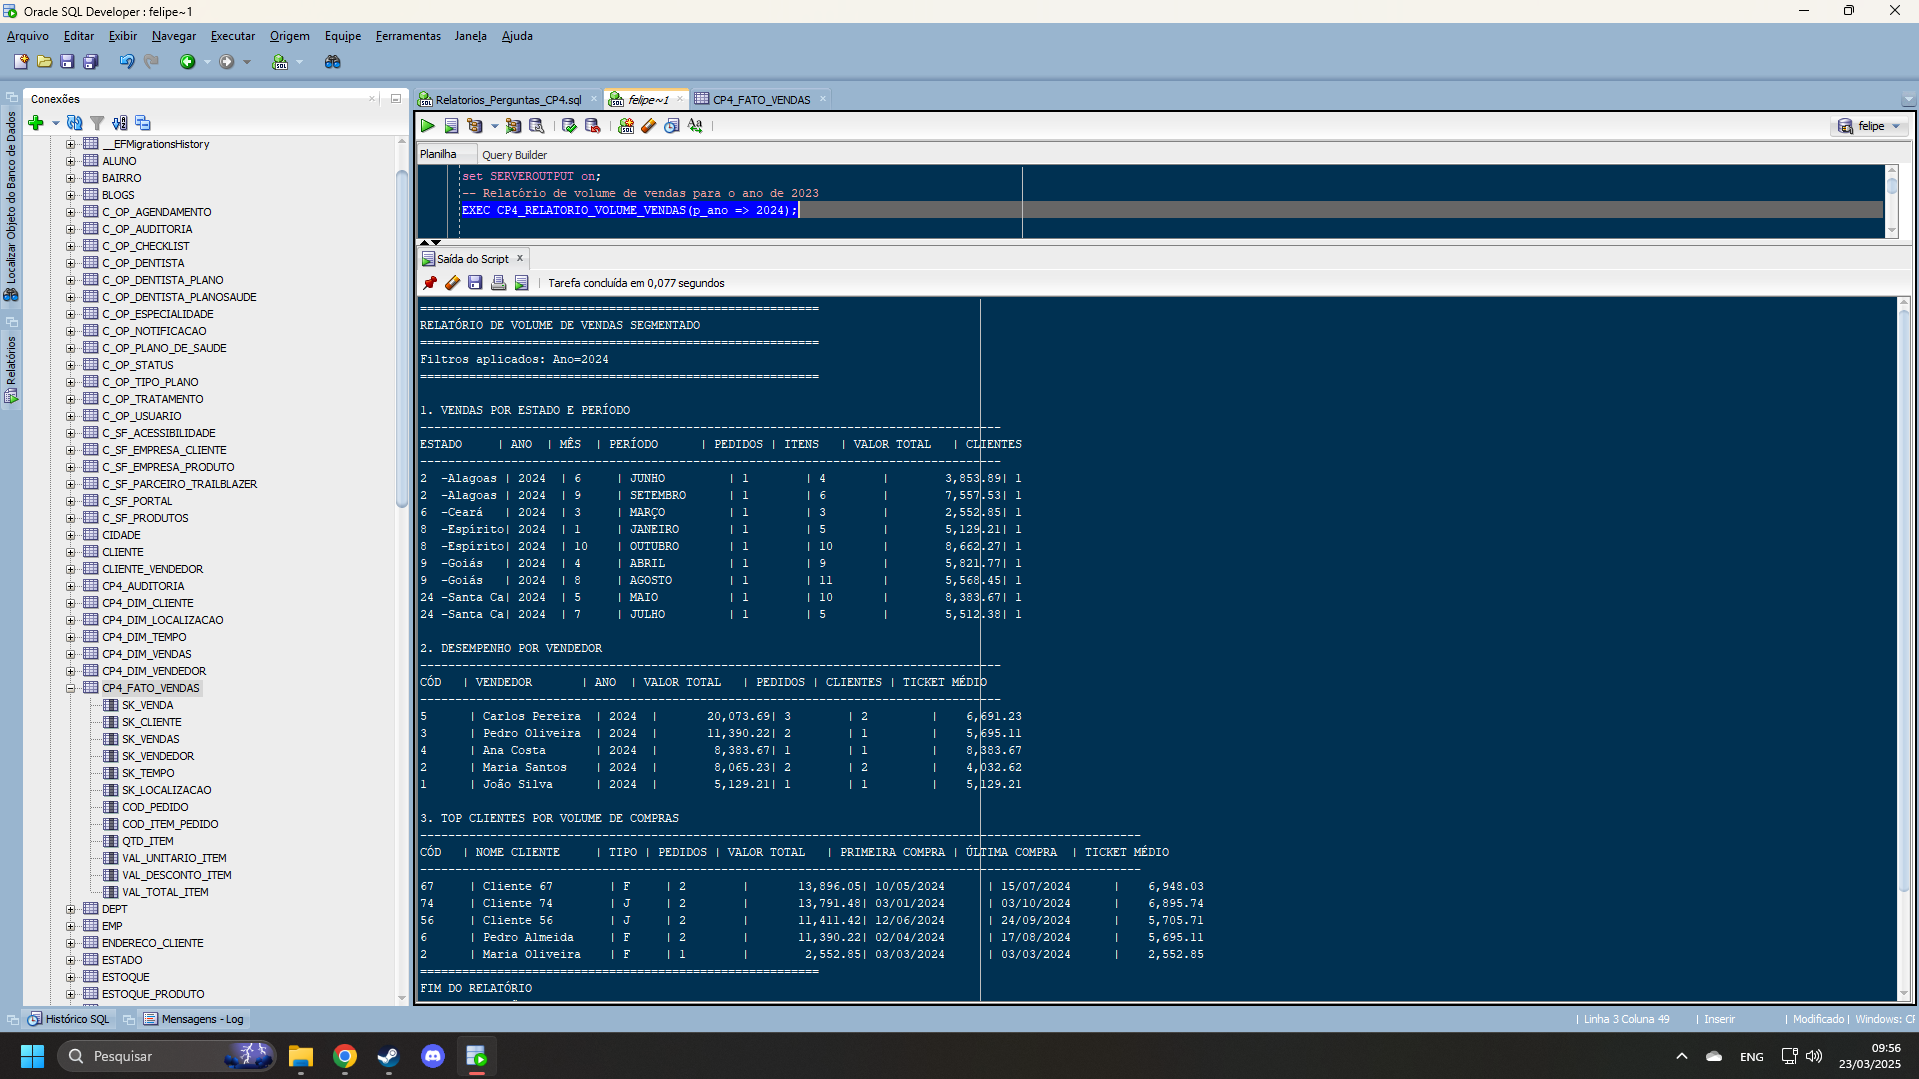 Oracle SQL Developer : felipe~1
Arquivo Editar Exibir Navegar Executar Origem Equipe Ferramentas Janela Ajuda
Localizar Objeto do Banco de Dados
Relatórios
Conexões
__EFMigrationsHistory
ALUNO
BAIRRO
BLOGS
C_OP_AGENDAMENTO
C_OP_AUDITORIA
C_OP_CHECKLIST
C_OP_DENTISTA
C_OP_DENTISTA_PLANO
C_OP_DENTISTA_PLANOSAUDE
C_OP_ESPECIALIDADE
C_OP_NOTIFICACAO
C_OP_PLANO_DE_SAUDE
C_OP_STATUS
C_OP_TIPO_PLANO
C_OP_TRATAMENTO
C_OP_USUARIO
C_SF_ACESSIBILIDADE
C_SF_EMPRESA_CLIENTE
C_SF_EMPRESA_PRODUTO
C_SF_PARCEIRO_TRAILBLAZER
C_SF_PORTAL
C_SF_PRODUTOS
CIDADE
CLIENTE
CLIENTE_VENDEDOR
CP4_AUDITORIA
CP4_DIM_CLIENTE
CP4_DIM_LOCALIZACAO
CP4_DIM_TEMPO
CP4_DIM_VENDAS
CP4_DIM_VENDEDOR
CP4_FATO_VENDAS
SK_VENDA
SK_CLIENTE
SK_VENDAS
SK_VENDEDOR
SK_TEMPO
SK_LOCALIZACAO
COD_PEDIDO
COD_ITEM_PEDIDO
QTD_ITEM
VAL_UNITARIO_ITEM
VAL_DESCONTO_ITEM
VAL_TOTAL_ITEM
DEPT
EMP
ENDERECO_CLIENTE
ESTADO
ESTOQUE
ESTOQUE_PRODUTO
Relatorios_Perguntas_CP4.sql felipe~1 CP4_FATO_VENDAS
felipe
Planilha Query Builder
set SERVEROUTPUT on;
-- Relatório de volume de vendas para o ano de 2023
EXEC CP4_RELATORIO_VOLUME_VENDAS(p_ano => 2024);
Saída do Script
Tarefa concluída em 0,077 segundos
=========================================================
RELATÓRIO DE VOLUME DE VENDAS SEGMENTADO
=========================================================
Filtros aplicados: Ano=2024
=========================================================
1. VENDAS POR ESTADO E PERÍODO
-----------------------------------------------------------------------------------
ESTADO | ANO | MÊS | PERÍODO | PEDIDOS | ITENS | VALOR TOTAL | CLIENTES
-----------------------------------------------------------------------------------
2 -Alagoas | 2024 | 6 | JUNHO | 1 | 4 | 3,853.89| 1
2 -Alagoas | 2024 | 9 | SETEMBRO | 1 | 6 | 7,557.53| 1
6 -Ceará | 2024 | 3 | MARÇO | 1 | 3 | 2,552.85| 1
8 -Espírito| 2024 | 1 | JANEIRO | 1 | 5 | 5,129.21| 1
8 -Espírito| 2024 | 10 | OUTUBRO | 1 | 10 | 8,662.27| 1
9 -Goiás | 2024 | 4 | ABRIL | 1 | 9 | 5,821.77| 1
9 -Goiás | 2024 | 8 | AGOSTO | 1 | 11 | 5,568.45| 1
24 -Santa Ca| 2024 | 5 | MAIO | 1 | 10 | 8,383.67| 1
24 -Santa Ca| 2024 | 7 | JULHO | 1 | 5 | 5,512.38| 1
2. DESEMPENHO POR VENDEDOR
-----------------------------------------------------------------------------------
CÓD | VENDEDOR | ANO | VALOR TOTAL | PEDIDOS | CLIENTES | TICKET MÉDIO
-----------------------------------------------------------------------------------
5 | Carlos Pereira | 2024 | 20,073.69| 3 | 2 | 6,691.23
3 | Pedro Oliveira | 2024 | 11,390.22| 2 | 1 | 5,695.11
4 | Ana Costa | 2024 | 8,383.67| 1 | 1 | 8,383.67
2 | Maria Santos | 2024 | 8,065.23| 2 | 2 | 4,032.62
1 | João Silva | 2024 | 5,129.21| 1 | 1 | 5,129.21
3. TOP CLIENTES POR VOLUME DE COMPRAS
-------------------------------------------------------------------------------------------------------
CÓD | NOME CLIENTE | TIPO | PEDIDOS | VALOR TOTAL | PRIMEIRA COMPRA | ÚLTIMA COMPRA | TICKET MÉDIO
-------------------------------------------------------------------------------------------------------
67 | Cliente 67 | F | 2 | 13,896.05| 10/05/2024 | 15/07/2024 | 6,948.03
74 | Cliente 74 | J | 2 | 13,791.48| 03/01/2024 | 03/10/2024 | 6,895.74
56 | Cliente 56 | J | 2 | 11,411.42| 12/06/2024 | 24/09/2024 | 5,705.71
6 | Pedro Almeida | F | 2 | 11,390.22| 02/04/2024 | 17/08/2024 | 5,695.11
2 | Maria Oliveira | F | 1 | 2,552.85| 03/03/2024 | 03/03/2024 | 2,552.85
=========================================================
FIM DO RELATÓRIO
Histórico SQL Mensagens - Log
| Linha 3 Coluna 49 | Inserir | Modificado | Windows:
Pesquisar
ENG
09:56
23/03/2025